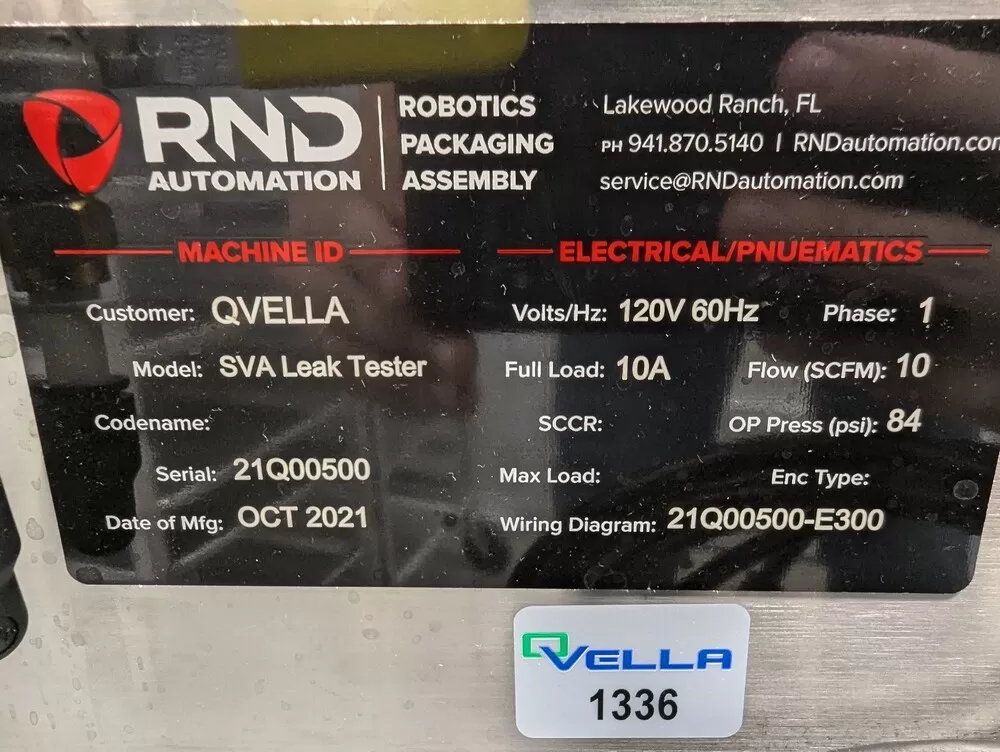 RND
AUTOMATION
ROBOTICS
PACKAGING
ASSEMBLY
Lakewood Ranch, FL
PH 941.870.5140 | RNDautomation.com
service@RNDautomation.com
MACHINE ID
Customer: QVELLA
Model: SVA Leak Tester
Codename:
Serial: 21Q00500
Date of Mfg: OCT 2021
ELECTRICAL/PNUEMATICS
Volts/Hz: 120V 60Hz Phase: 1
Full Load: 10A Flow (SCFM): 10
SCCR: OP Press (psi): 84
Max Load: Enc Type:
Wiring Diagram: 21Q00500-E300
QVELLA
1336